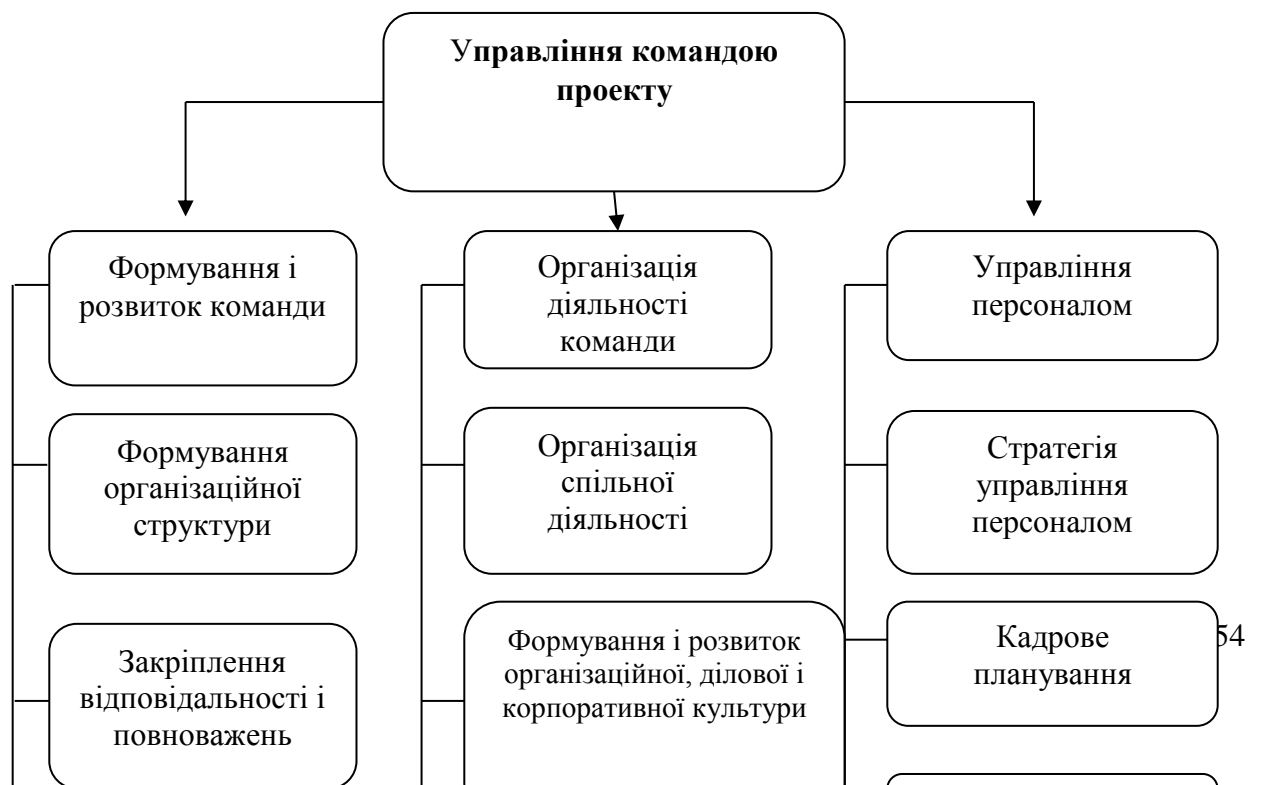 Управління командою
проекту
Формування і
розвиток команди
Організація
діяльності
команди
Управління
персоналом
Формування
організаційної
структури
Організація
спільної
діяльності
Стратегія
управління
персоналом
Закріплення
відповідальності і
повноважень
Формування і розвиток
організаційної, ділової і
корпоративної культури
Кадрове
планування
54